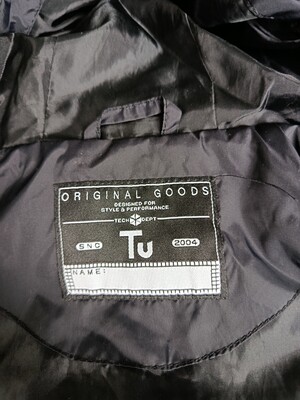 ORIGINAL GOODS
DESIGNED FOR
STYLE & PERFORMANCE
TECH DEPT
SNC Tu 2004
NAME: